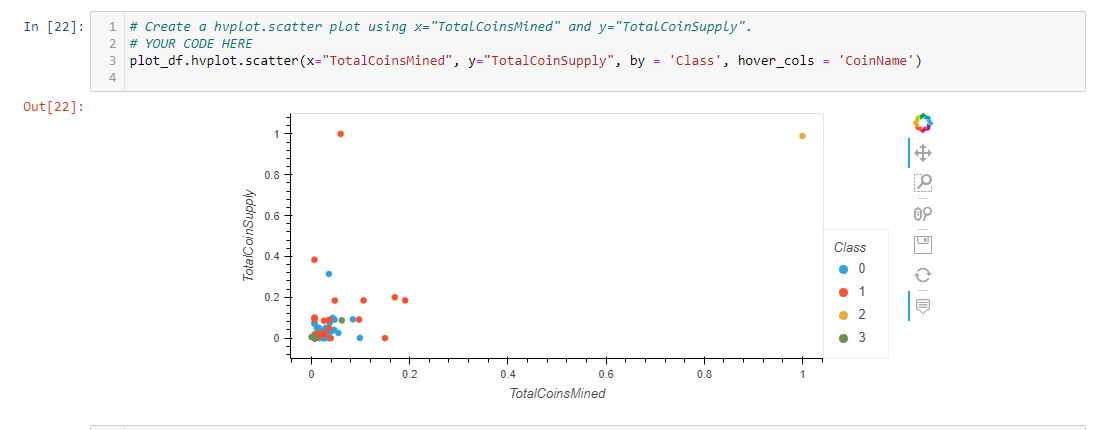 In [22]:
1 # Create a hvplot.scatter plot using x="TotalCoinsMined" and y="TotalCoinSupply".
2 # YOUR CODE HERE
3 plot_df.hvplot.scatter(x="TotalCoinsMined", y="TotalCoinSupply", by = 'Class', hover_cols = 'CoinName')
4
Out[22]:
TotalCoinSupply
1
0.8
0.6
0.4
0.2
0
0 0.2 0.4 0.6 0.8 1
TotalCoinsMined
Class
0
1
2
3